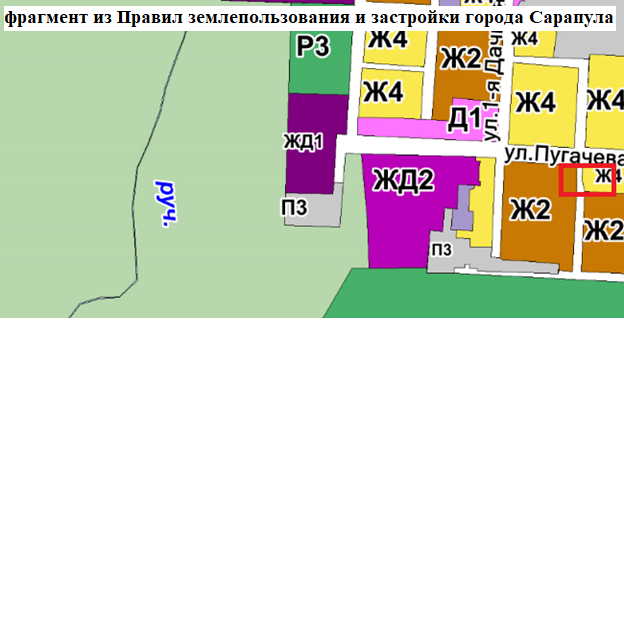 фрагмент из Правил землепользования и застройки города Сарапула
Р3
Ж4
Ж2
Ж4
Ж4
Ж4
Ж4
Д1
ул.1-я Дачн
ЖД1
ул.Пугачева
ЖД2
Ж4
П3
руч.
Ж2
Ж2
П3